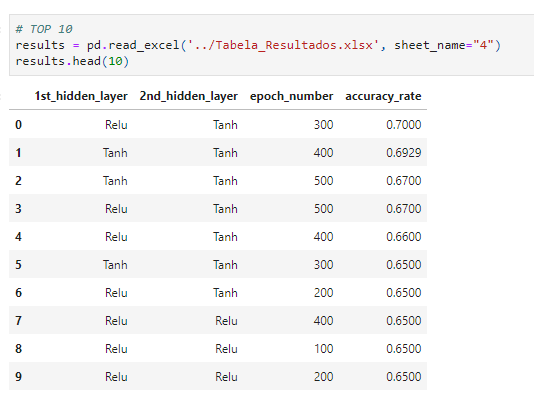 # TOP 10
results = pd.read_excel('../Tabela_Resultados.xlsx', sheet_name="4")
results.head(10)
1st_hidden_layer 2nd_hidden_layer epoch_number accuracy_rate
0 Relu Tanh 300 0.7000
1 Tanh Tanh 400 0.6929
2 Tanh Tanh 500 0.6700
3 Relu Tanh 500 0.6700
4 Relu Tanh 400 0.6600
5 Tanh Tanh 300 0.6500
6 Relu Tanh 200 0.6500
7 Relu Relu 400 0.6500
8 Relu Relu 100 0.6500
9 Relu Relu 200 0.6500